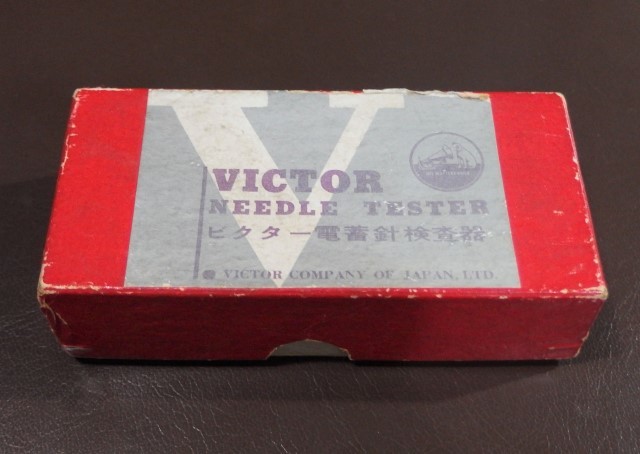 VICTOR
NEEDLE TESTER
ビクター電蓄針検査器
VICTOR COMPANY OF JAPAN, LTD.